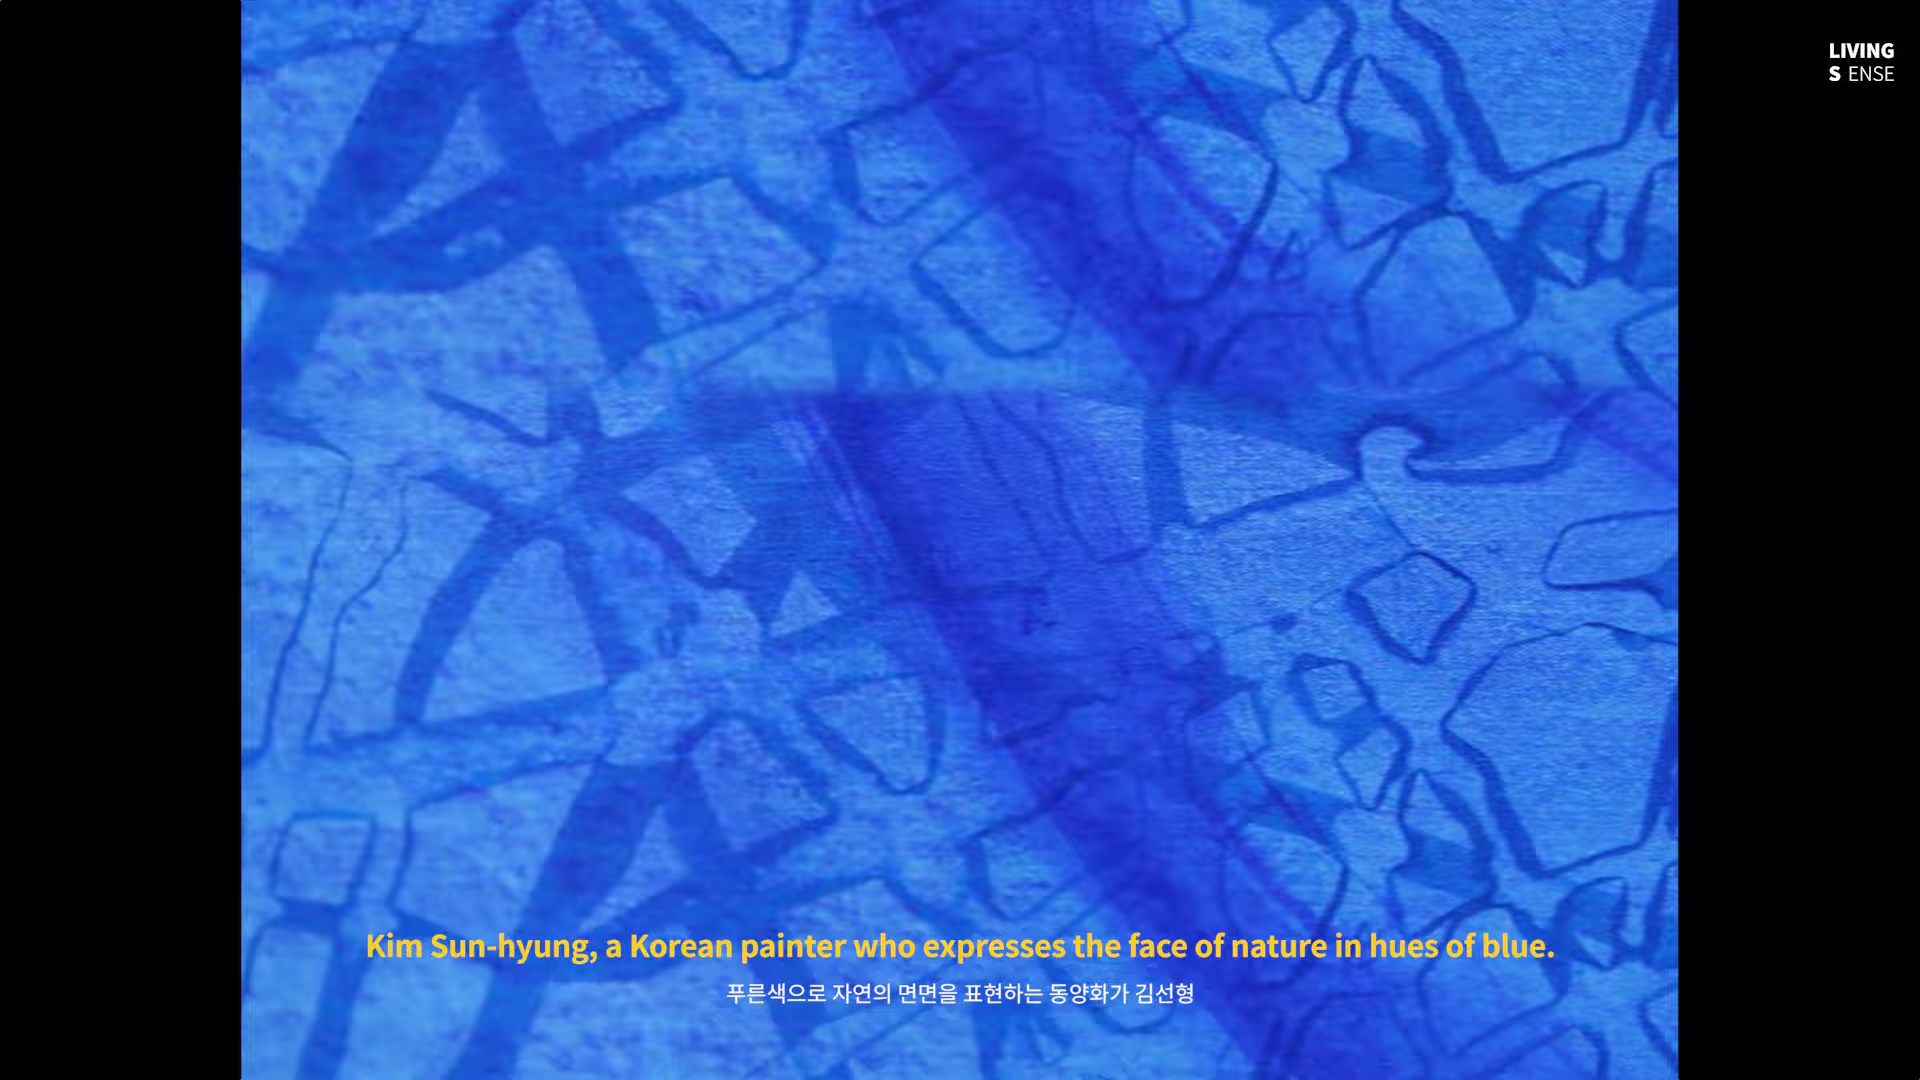 LIVING
S ENSE
Kim Sun-hyung, a Korean painter who expresses the face of nature in hues of blue.
푸른색으로 자연의 면면을 표현하는 동양화가 김선형